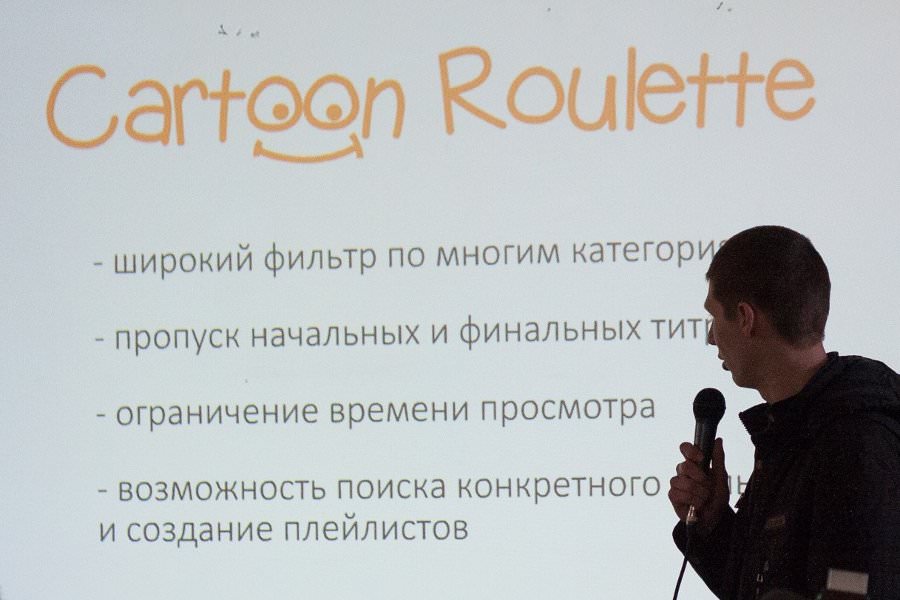 Cartoon Roulette
- широкий фильтр по многим
- пропуск начальных и финальных
- ограничение времени просмотра
- возможность поиска конкретного
и создание плейлистов